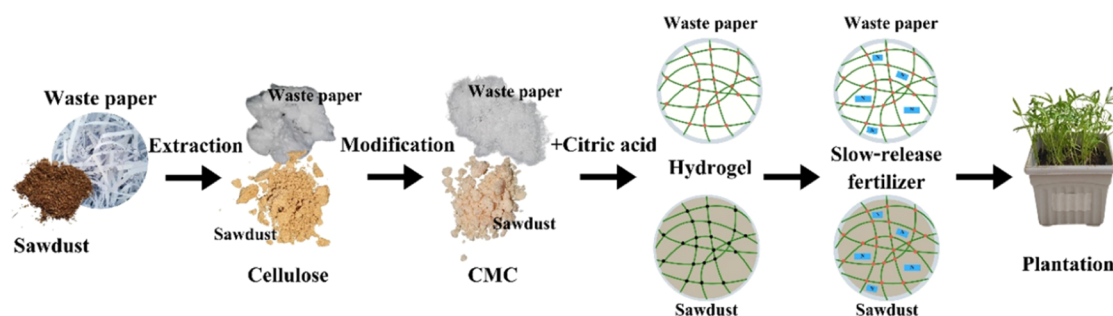 Waste paper
Sawdust
Extraction
Waste paper
Sawdust
Cellulose
Modification
Waste paper
Sawdust
CMC
+Citric acid
Waste paper
Hydrogel
Sawdust
Waste paper
Slow-release
fertilizer
Sawdust
Plantation